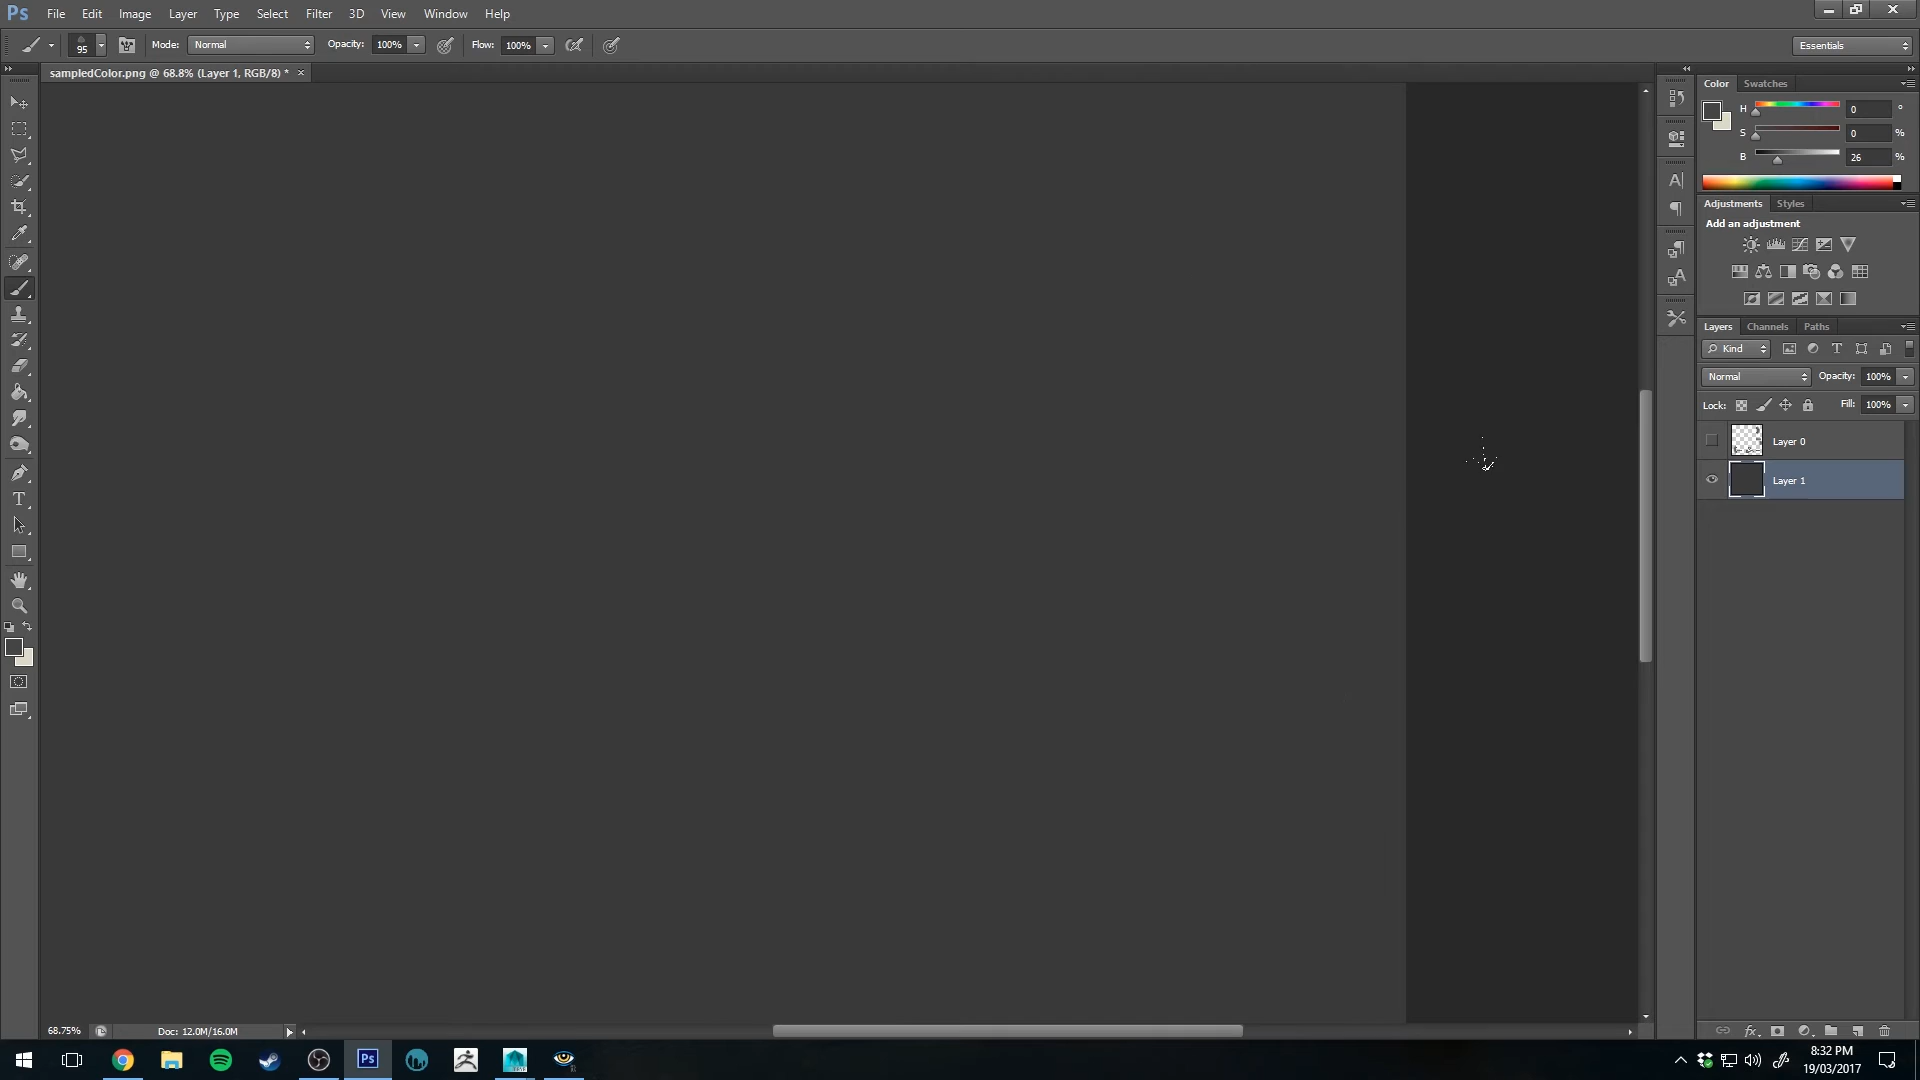 Ps File Edit Image Layer Type Select Filter 3D View Window Help
95 Mode: Normal Opacity: 100% Flow: 100% Essentials
sampledColor.png @ 68.8% (Layer 1, RGB/8) * ×
Color Swatches
H 0 °
S 0 %
B 26 %
Adjustments Styles
Add an adjustment
Layers Channels Paths
Kind
Normal Opacity: 100%
Lock: Fill: 100%
Layer 0
Layer 1
68.75% Doc: 12.0M/16.0M
Ps
8:32 PM
19/03/2017